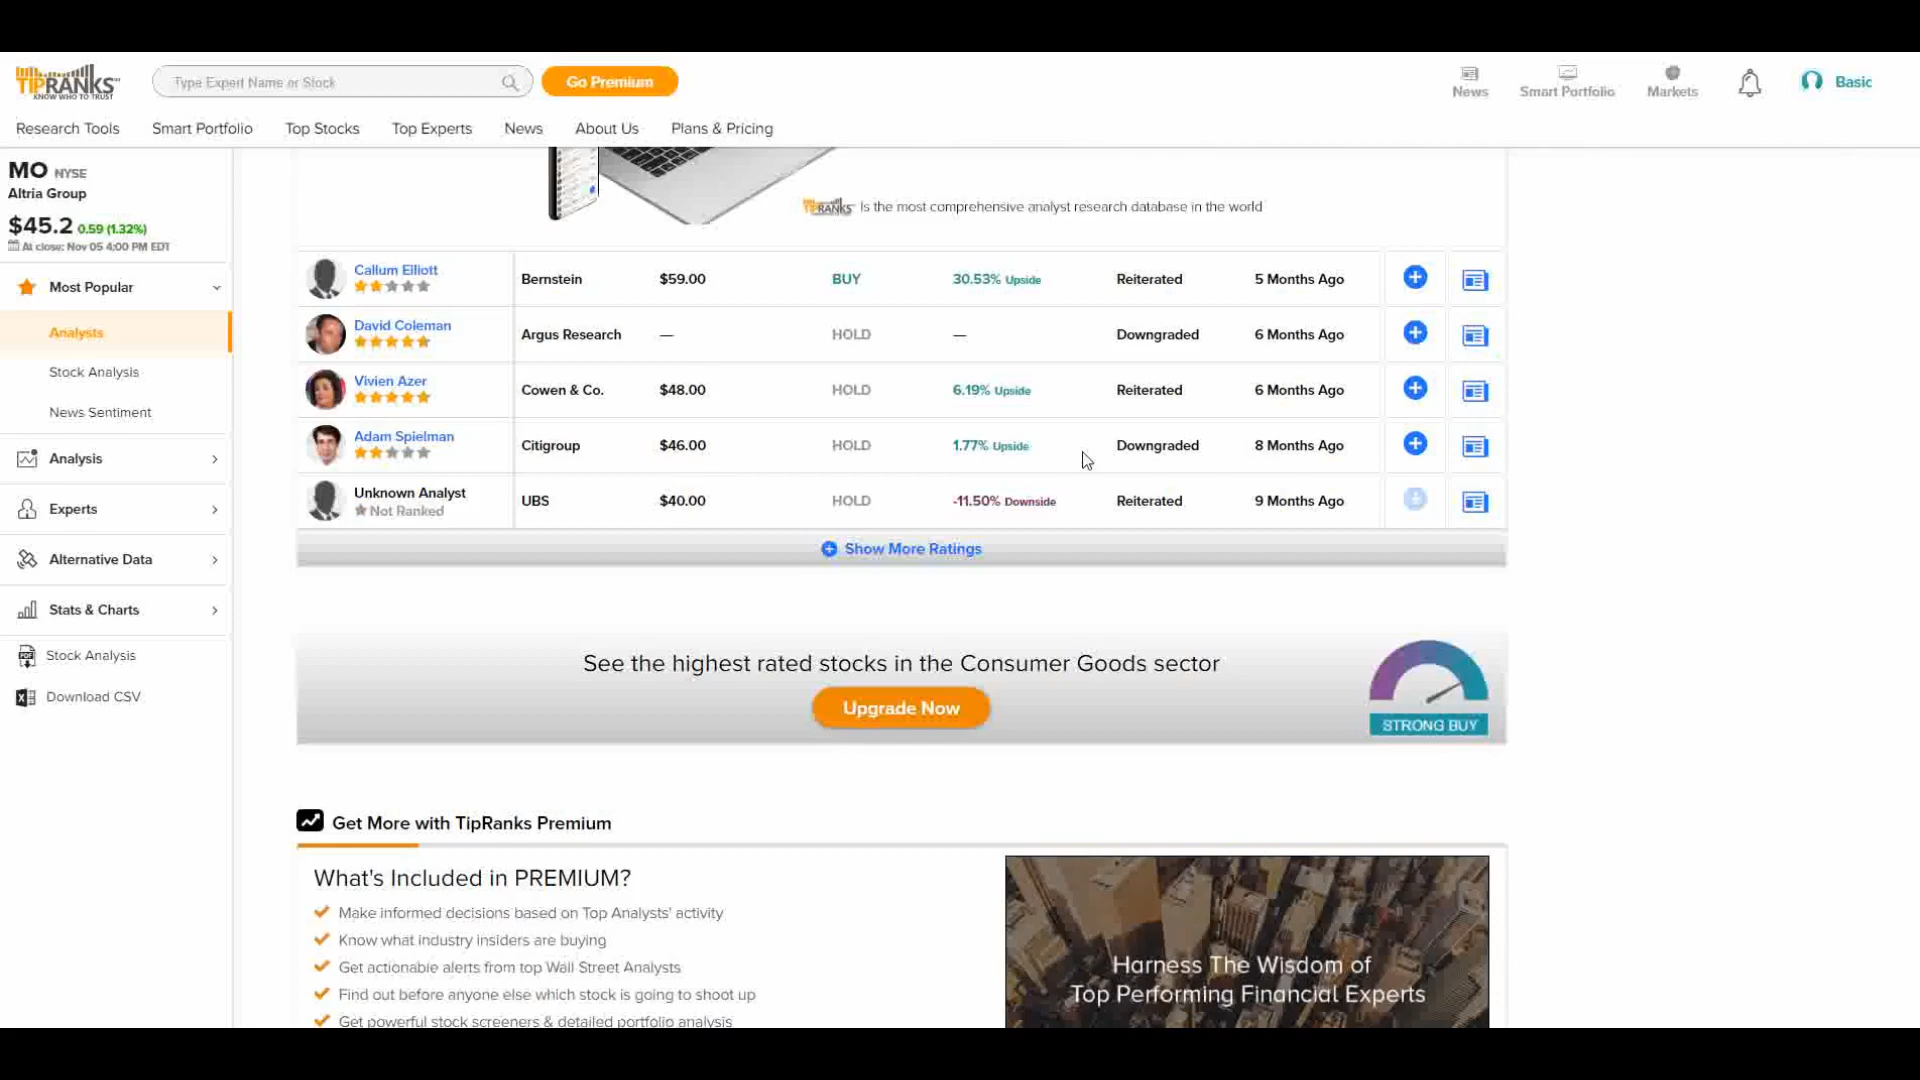 TIPRANKS
KNOW WHO TO TRUST
Type Expert Name or Stock
Go Premium
News
Smart Portfolio
Markets
Basic
Research Tools
Smart Portfolio
Top Stocks
Top Experts
News
About Us
Plans & Pricing
MO NYSE
Altria Group
$45.2 0.59 (1.32%)
At close: Nov 05 4:00 PM EDT
Most Popular
Analysts
Stock Analysis
News Sentiment
Analysis
Experts
Alternative Data
Stats & Charts
Stock Analysis
Download CSV
TIPRANKS Is the most comprehensive analyst research database in the world
Callum Elliott Bernstein $59.00 BUY 30.53% Upside Reiterated 5 Months Ago
David Coleman Argus Research — HOLD — Downgraded 6 Months Ago
Vivien Azer Cowen & Co. $48.00 HOLD 6.19% Upside Reiterated 6 Months Ago
Adam Spielman Citigroup $46.00 HOLD 1.77% Upside Downgraded 8 Months Ago
Unknown Analyst UBS $40.00 HOLD -11.50% Downside Reiterated 9 Months Ago
Not Ranked
Show More Ratings
See the highest rated stocks in the Consumer Goods sector
Upgrade Now
STRONG BUY
Get More with TipRanks Premium
What's Included in PREMIUM?
Make informed decisions based on Top Analysts' activity
Know what industry insiders are buying
Get actionable alerts from top Wall Street Analysts
Find out before anyone else which stock is going to shoot up
Get powerful stock screeners & detailed portfolio analysis
Harness The Wisdom of
Top Performing Financial Experts